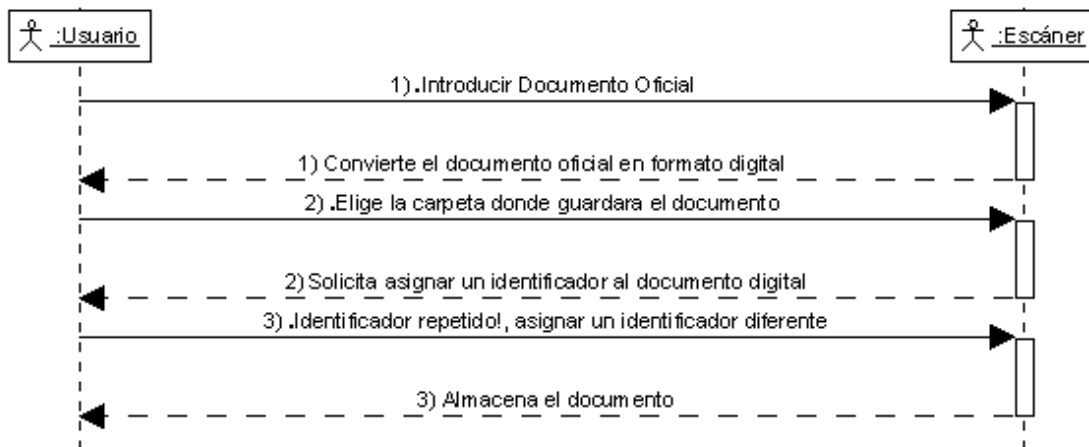 :Usuario
:Escáner
1) .Introducir Documento Oficial
1) Convierte el documento oficial en formato digital
2) .Elige la carpeta donde guardara el documento
2) Solicita asignar un identificador al documento digital
3) .Identificador repetido!, asignar un identificador diferente
3) Almacena el documento